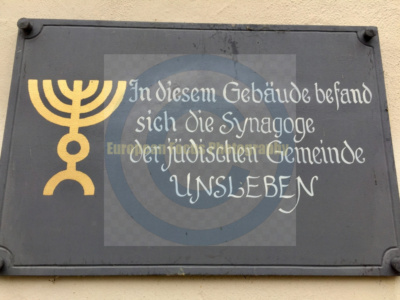 In diesem Gebäude befand
sich die Synagoge
der jüdischen Gemeinde
UNSLEBEN